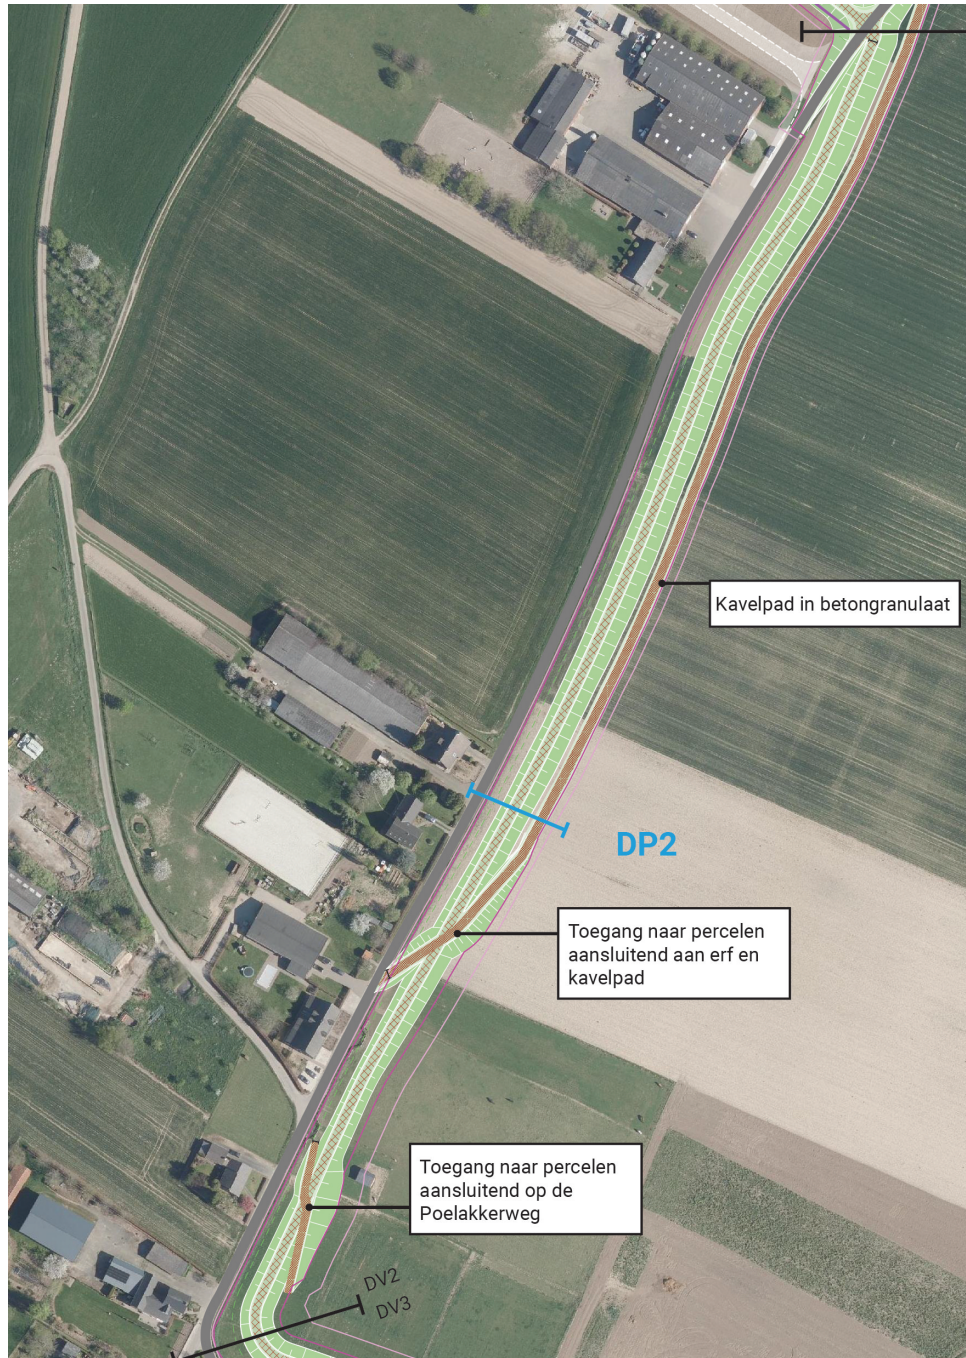 Kavelpad in betongranulaat
DP2
Toegang naar percelen
aansluitend aan erf en
kavelpad
Toegang naar percelen
aansluitend op de
Poelakkerweg
DV2
DV3